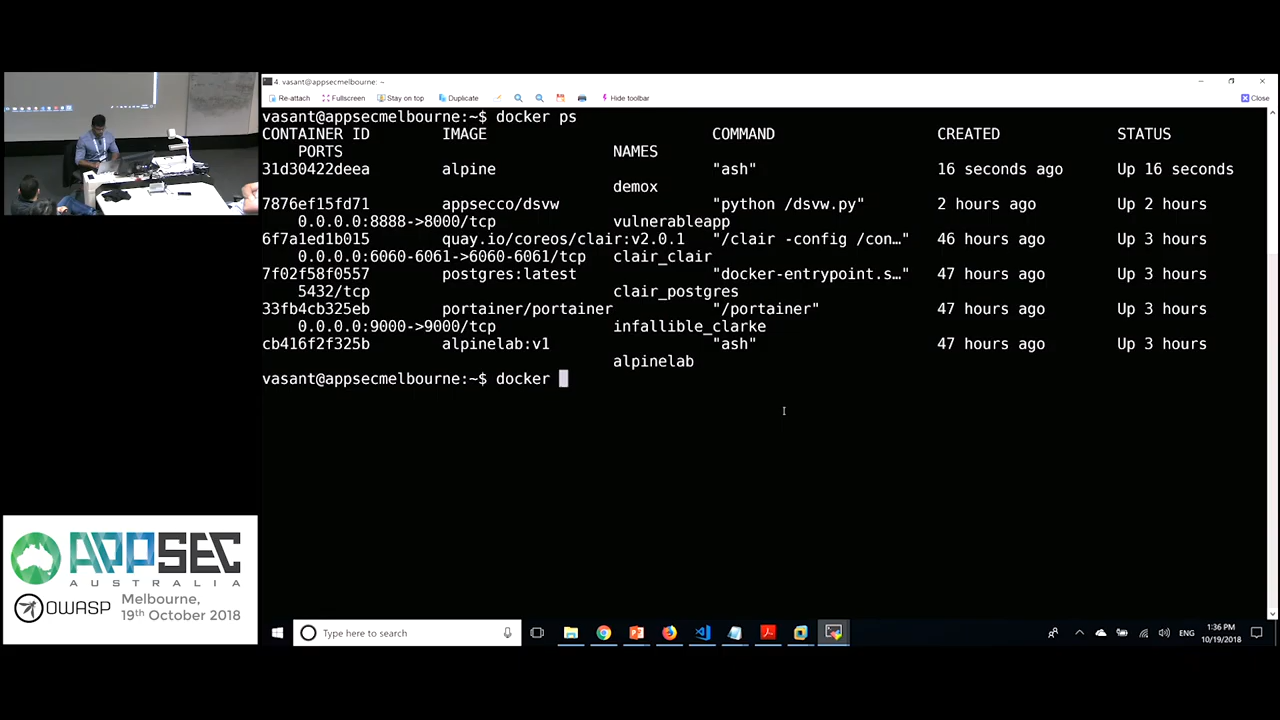 4. vasant@appsecmelbourne: ~
Re-attach Fullscreen Stay on top Duplicate Hide toolbar Close
vasant@appsecmelbourne:~$ docker ps
CONTAINER ID IMAGE COMMAND CREATED STATUS
PORTS NAMES
31d30422deea alpine "ash" 16 seconds ago Up 16 seconds
demox
7876ef15fd71 appsecco/dsvw "python /dsvw.py" 2 hours ago Up 2 hours
0.0.0.0:8888->8000/tcp vulnerableapp
6f7a1ed1b015 quay.io/coreos/clair:v2.0.1 "/clair -config /con…" 46 hours ago Up 3 hours
0.0.0.0:6060-6061->6060-6061/tcp clair_clair
7f02f58f0557 postgres:latest "docker-entrypoint.s…" 47 hours ago Up 3 hours
5432/tcp clair_postgres
33fb4cb325eb portainer/portainer "/portainer" 47 hours ago Up 3 hours
0.0.0.0:9000->9000/tcp infallible_clarke
cb416f2f325b alpinelab:v1 "ash" 47 hours ago Up 3 hours
alpinelab
vasant@appsecmelbourne:~$ docker
APPSEC
AUSTRALIA
OWASP
Melbourne,
19th October 2018
Type here to search
ENG
1:36 PM
10/19/2018